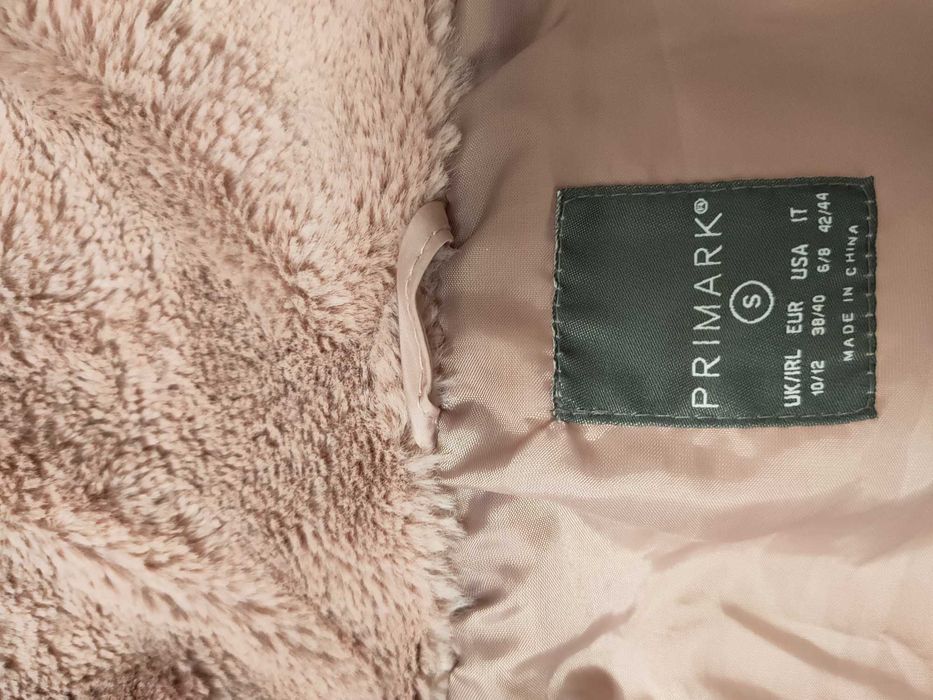 PRIMARK®
S
UK/IRL EUR USA IT
10/12 38/40 6/8 42/44
MADE IN CHINA